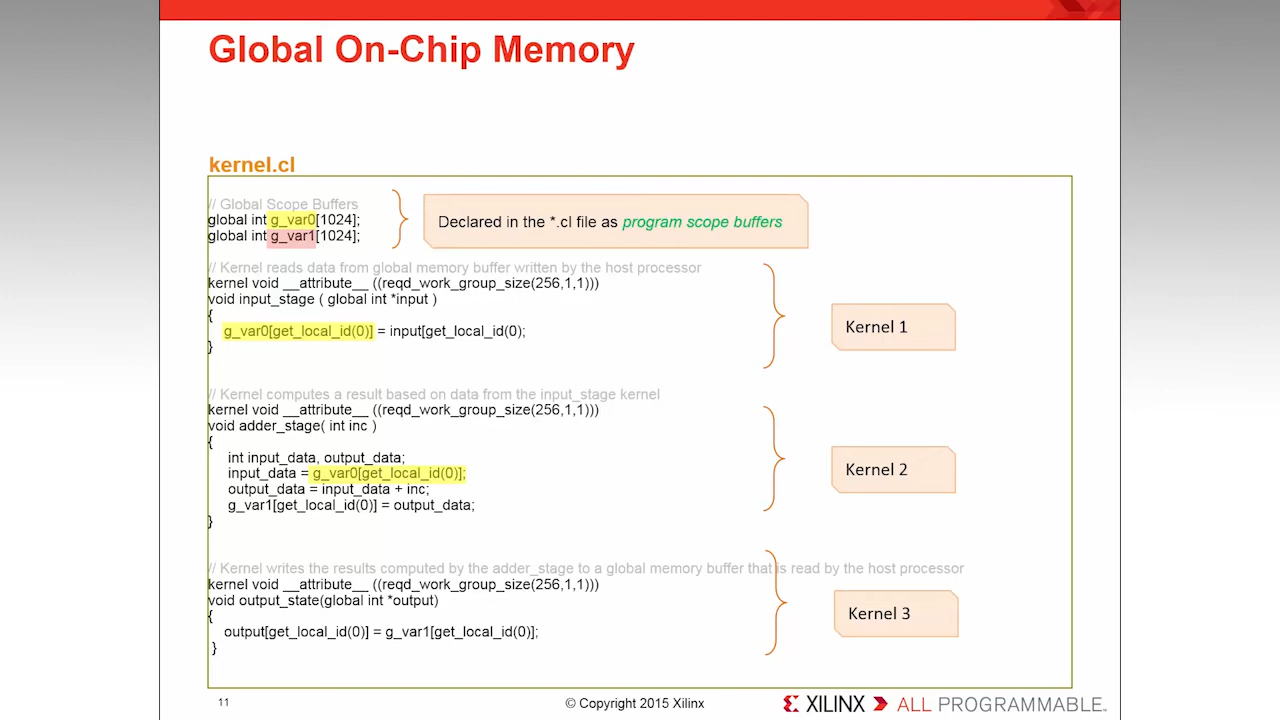 Global On-Chip Memory
kernel.cl
// Global Scope Buffers
global int g_var0[1024];
global int g_var1[1024];
Declared in the *.cl file as program scope buffers
// Kernel reads data from global memory buffer written by the host processor
kernel void __attribute__ ((reqd_work_group_size(256,1,1)))
void input_stage ( global int *input )
{
g_var0[get_local_id(0)] = input[get_local_id(0);
}
Kernel 1
// Kernel computes a result based on data from the input_stage kernel
kernel void __attribute__ ((reqd_work_group_size(256,1,1)))
void adder_stage( int inc )
{
int input_data, output_data;
input_data = g_var0[get_local_id(0)];
output_data = input_data + inc;
g_var1[get_local_id(0)] = output_data;
}
Kernel 2
// Kernel writes the results computed by the adder_stage to a global memory buffer that is read by the host processor
kernel void __attribute__ ((reqd_work_group_size(256,1,1)))
void output_state(global int *output)
{
output[get_local_id(0)] = g_var1[get_local_id(0)];
}
Kernel 3
11
© Copyright 2015 Xilinx
XILINX ALL PROGRAMMABLE™